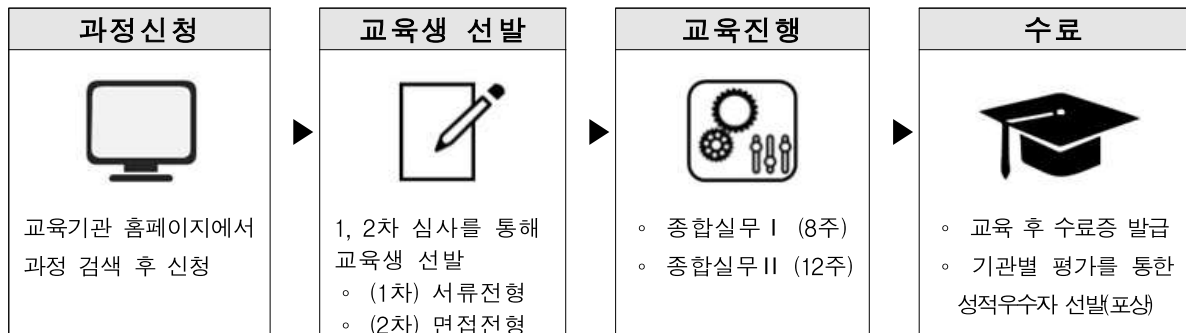 과정신청
교육기관 홈페이지에서
과정 검색 후 신청
교육생 선발
1, 2차 심사를 통해
교육생 선발
◦ (1차) 서류전형
◦ (2차) 면접전형
교육진행
◦ 종합실무Ⅰ (8주)
◦ 종합실무Ⅱ (12주)
수료
◦ 교육 후 수료증 발급
◦ 기관별 평가를 통한
성적우수자 선발(포상)